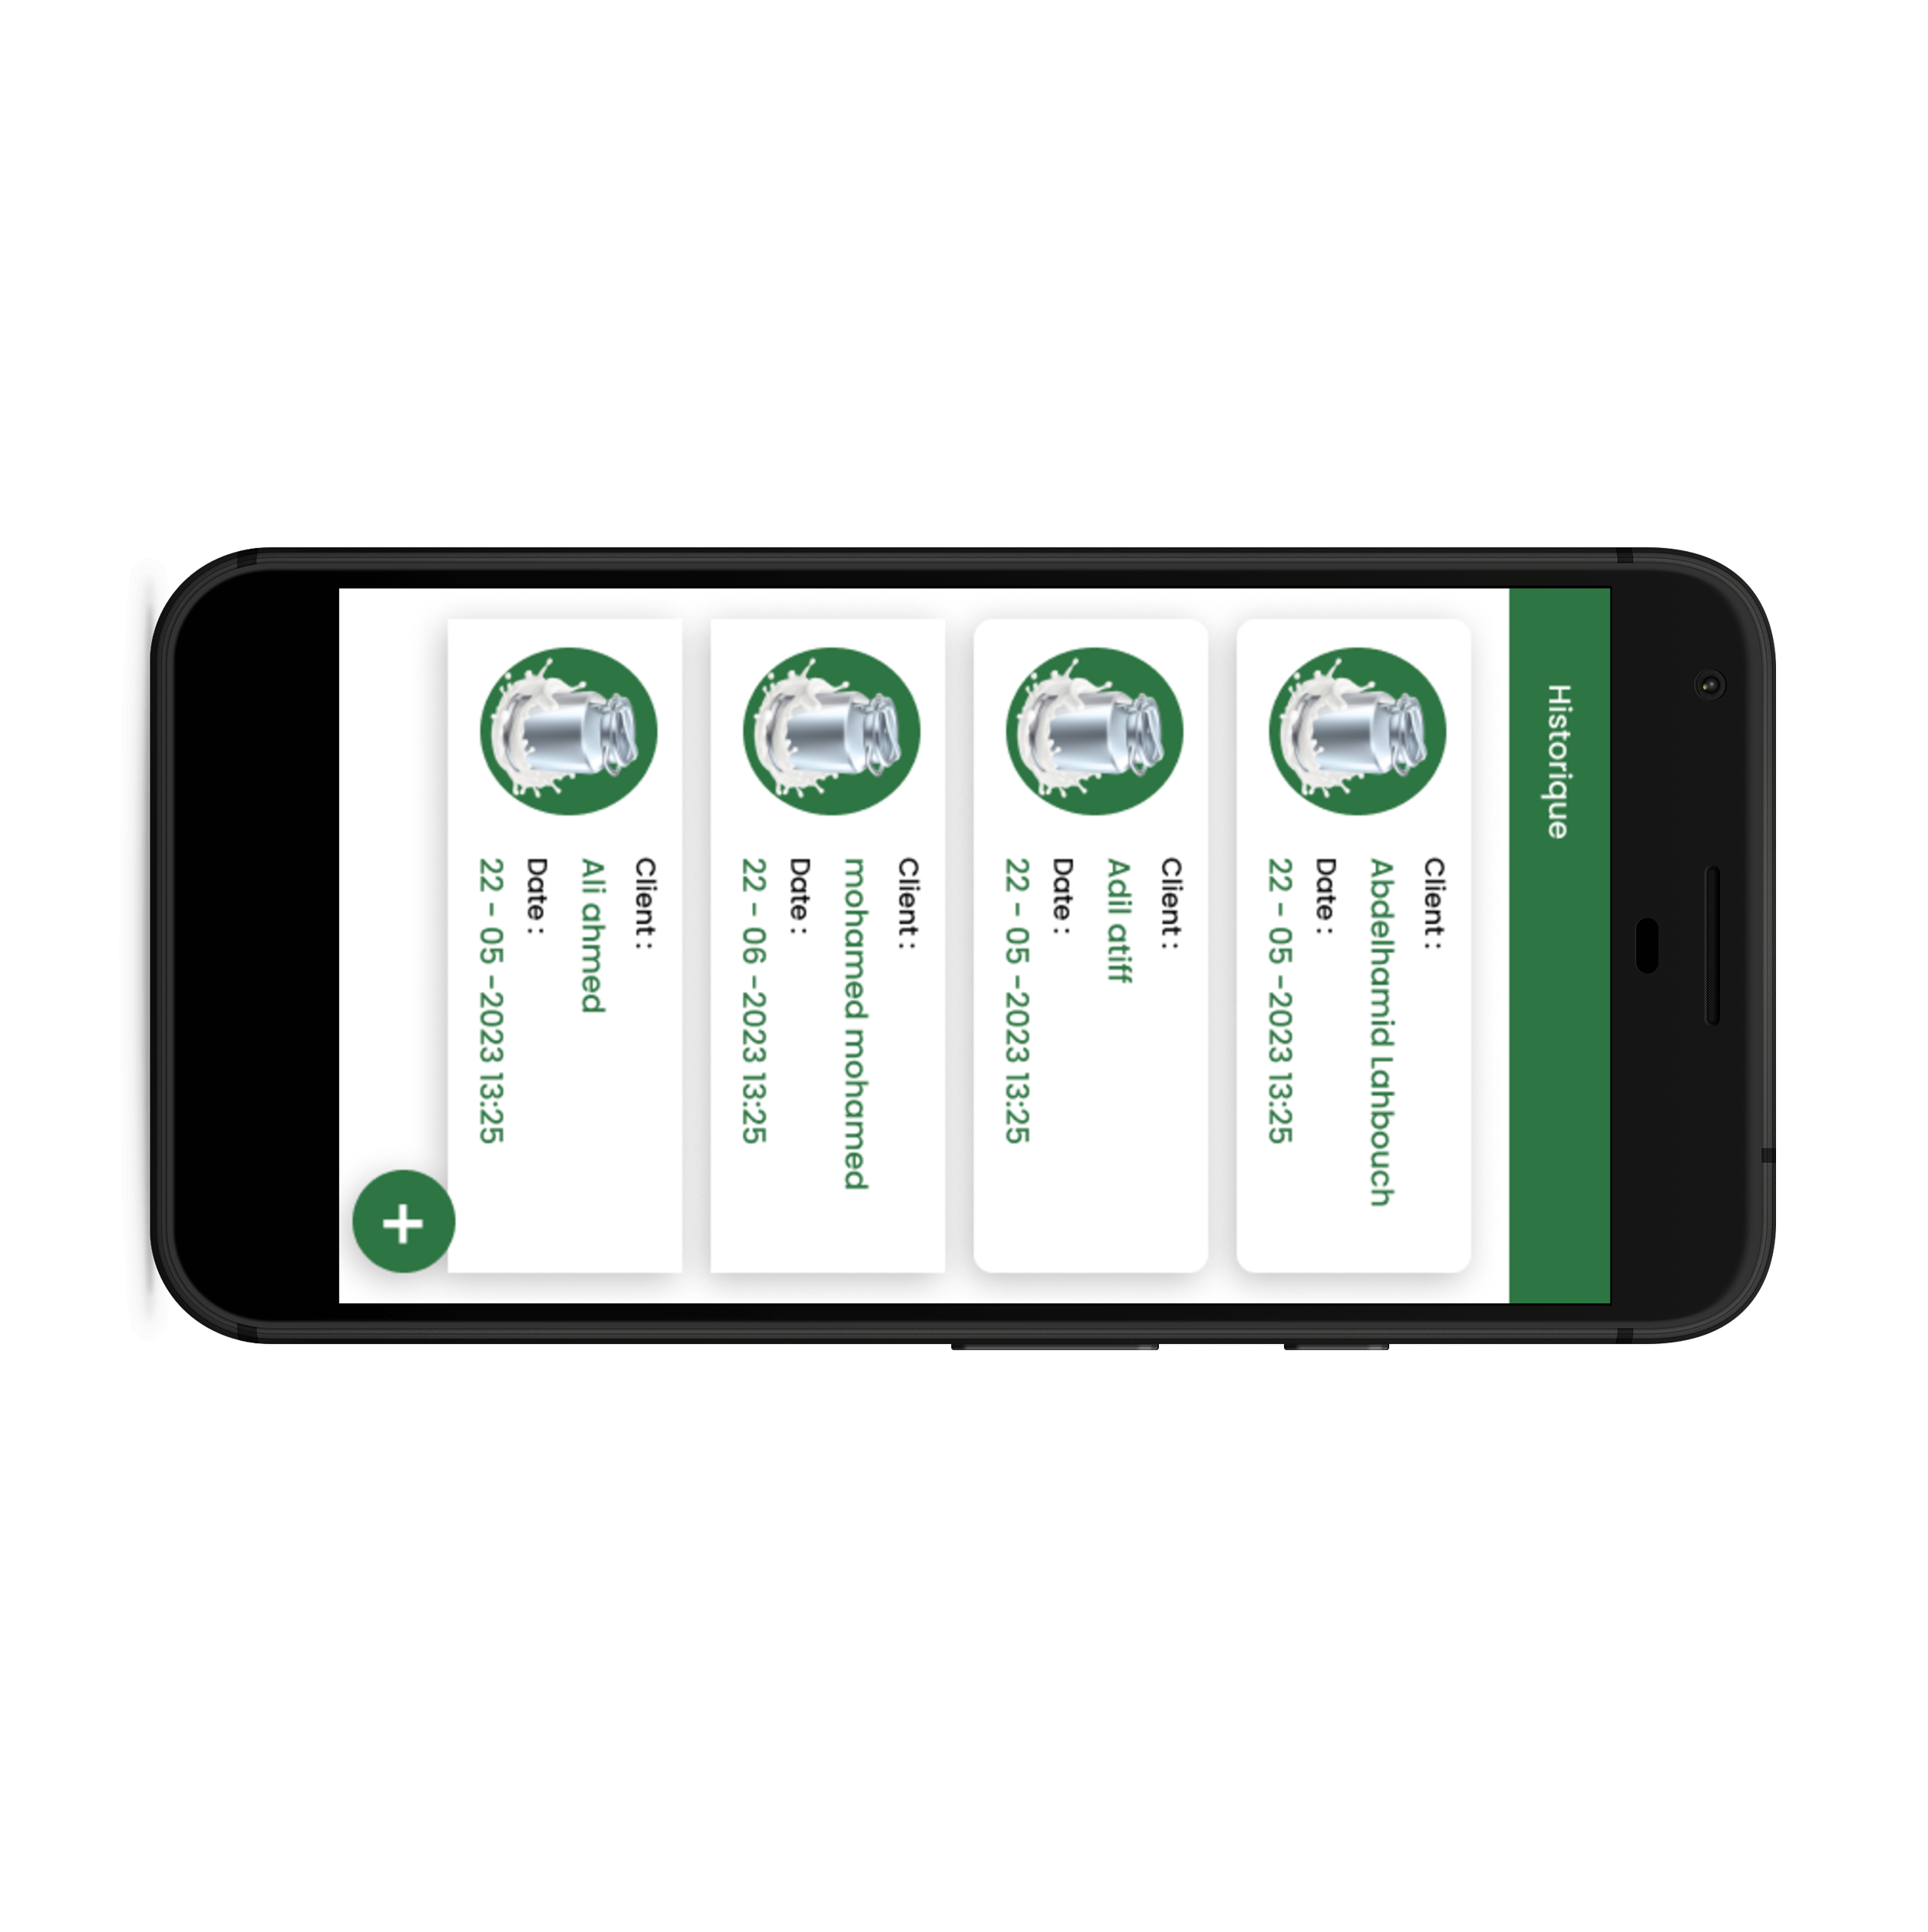 Historique
Client :
Abdelhamid Lahbouch
Date :
22 - 05 -2023 13:25
Client :
Adil atiff
Date :
22 - 05 -2023 13:25
Client :
mohamed mohamed
Date :
22 - 06 -2023 13:25
Client :
Ali ahmed
Date :
22 - 05 -2023 13:25
+